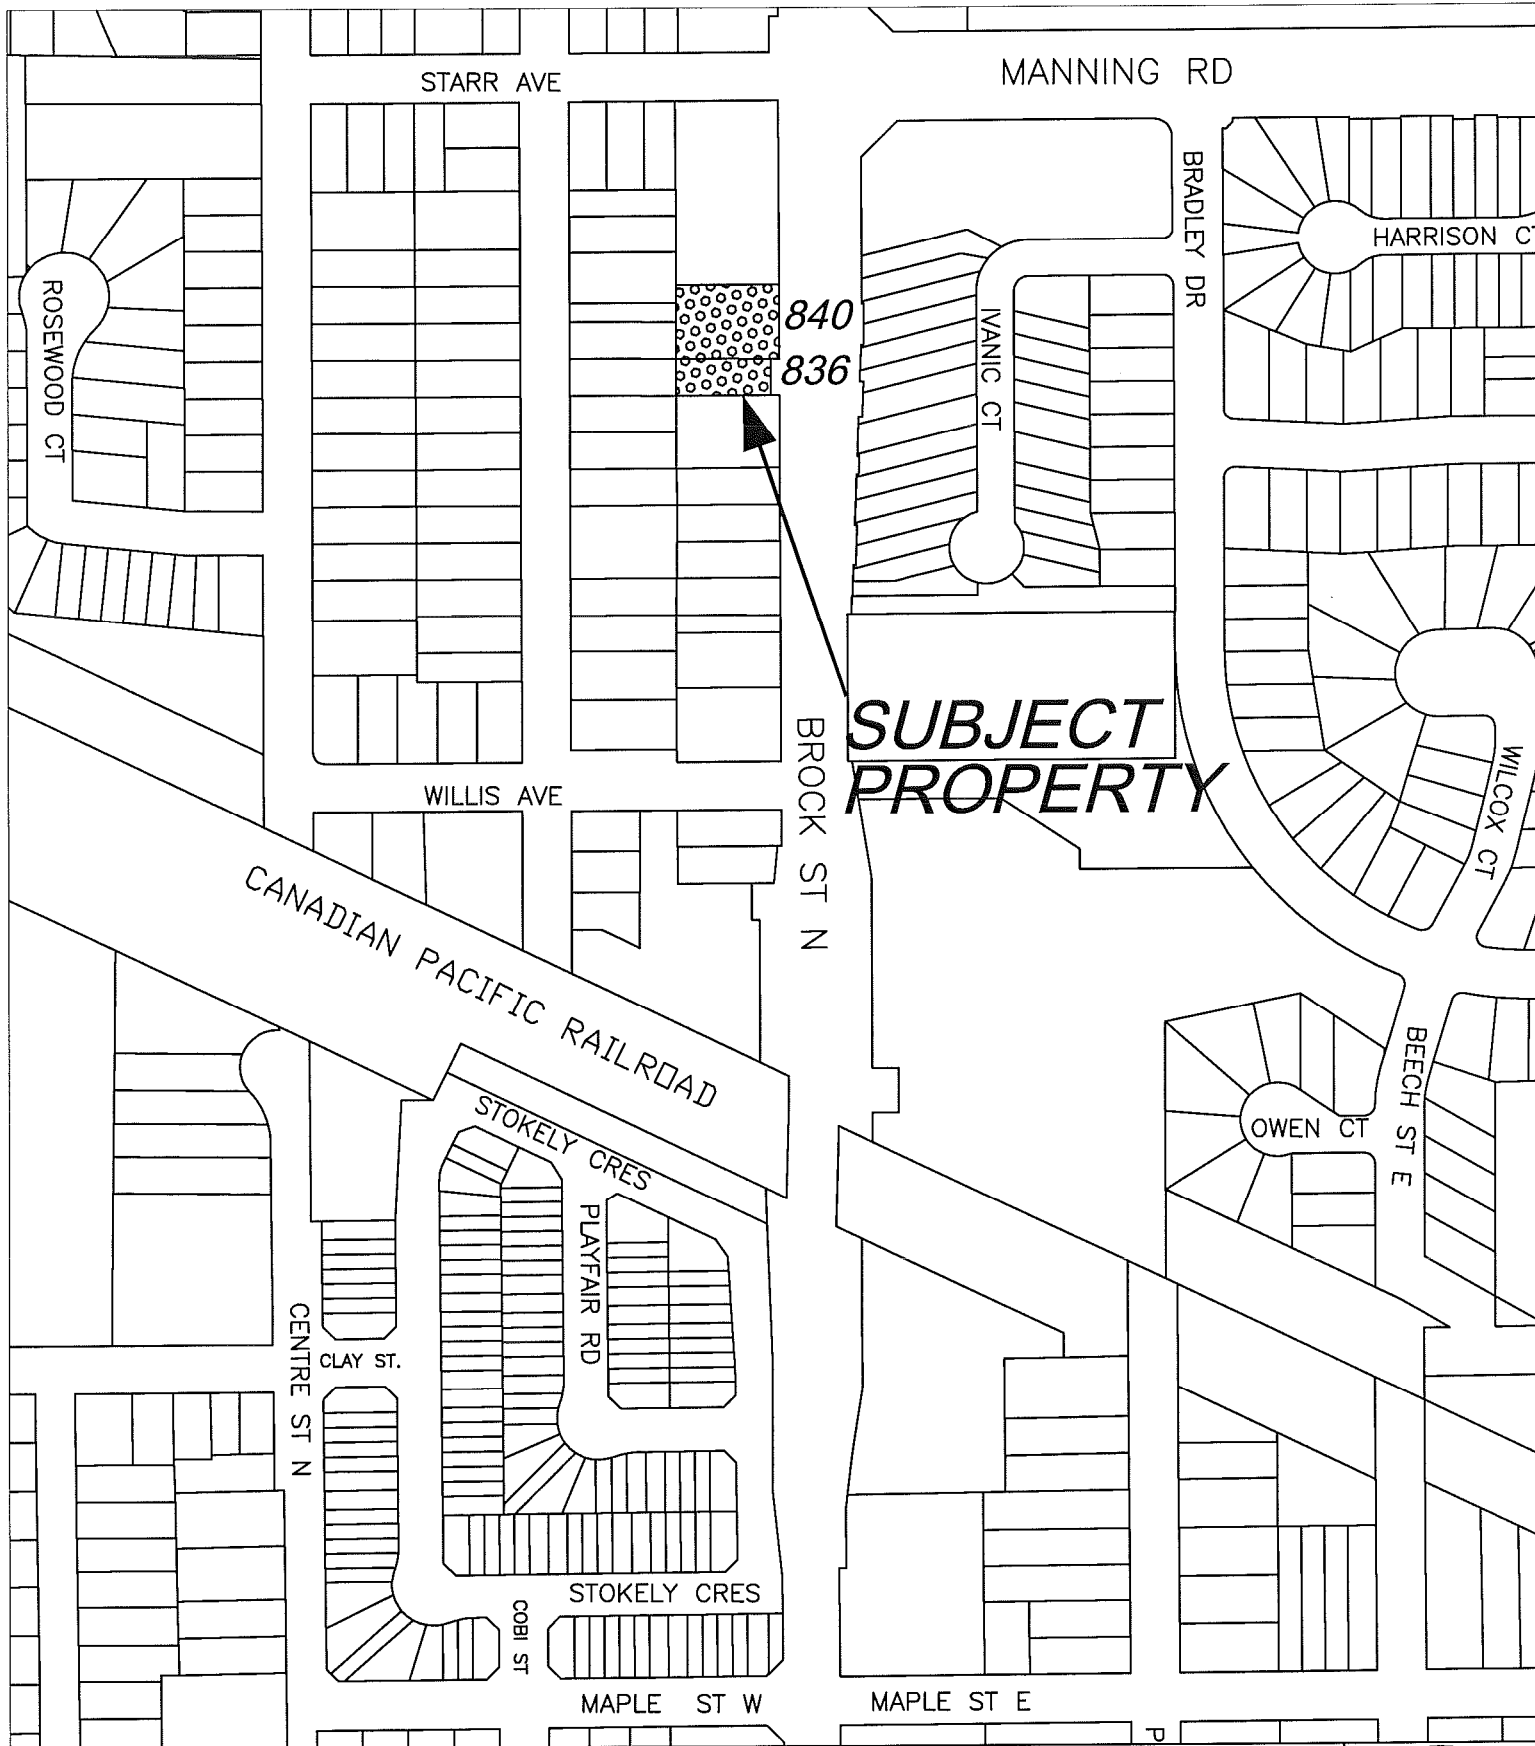 STARR AVE
MANNING RD
BRADLEY DR
HARRISON CT
ROSEWOOD CT
840
IVANIC CT
836
SUBJECT
PROPERTY
BROCK ST N
WILCOX CT
WILLIS AVE
CANADIAN PACIFIC RAILROAD
STOKELY CRES
BEECH ST E
OWEN CT
PLAYFAIR RD
CENTRE ST N
CLAY ST.
STOKELY CRES
COBI ST
MAPLE ST W
MAPLE ST E
P